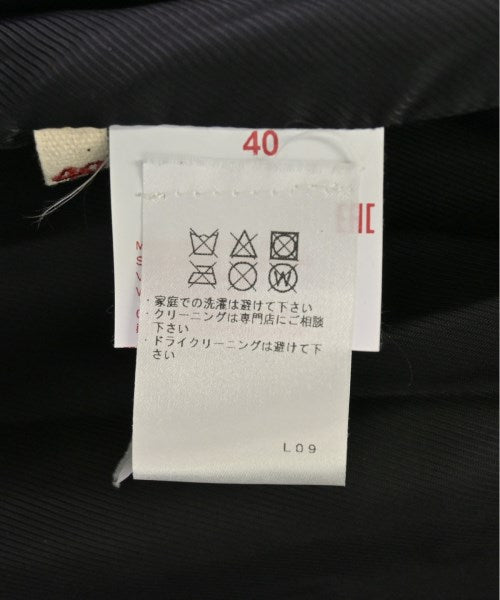 40
EAC
・家庭での洗濯は避けて下さい
・クリーニングは専門店にご相談
下さい
・ドライクリーニングは避けて下
さい
L09